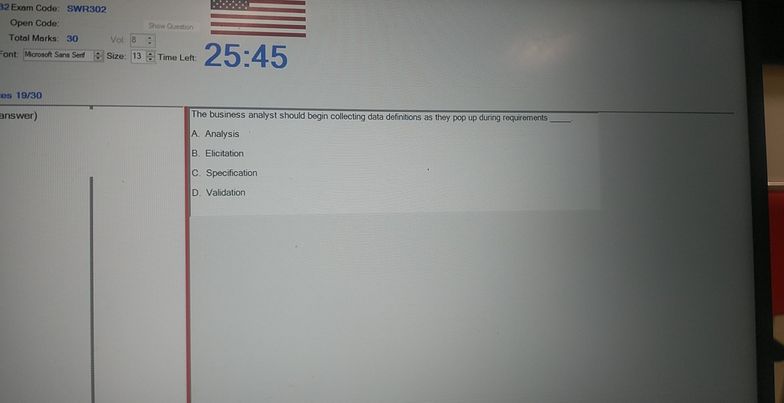 32 Exam Code: SWR302
Open Code:
Show Question
Total Marks: 30
Vol: 8
Font: Microsoft Sans Serif
Size: 13
Time Left: 25:45
es 19/30
answer)
The business analyst should begin collecting data definitions as they pop up during requirements _____.
A. Analysis
B. Elicitation
C. Specification
D. Validation